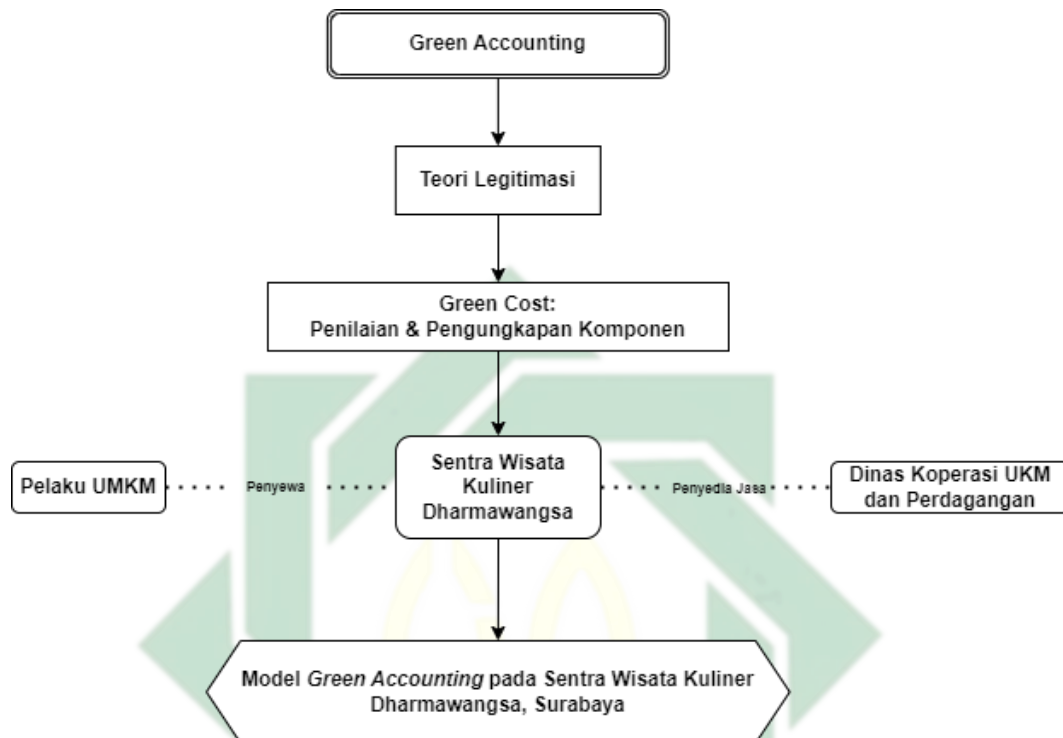 Green Accounting
Teori Legitimasi
Green Cost:
Penilaian & Pengungkapan Komponen
Pelaku UMKM
Penyewa
Sentra Wisata
Kuliner
Dharmawangsa
Penyedia Jasa
Dinas Koperasi UKM
dan Perdagangan
Model Green Accounting pada Sentra Wisata Kuliner
Dharmawangsa, Surabaya